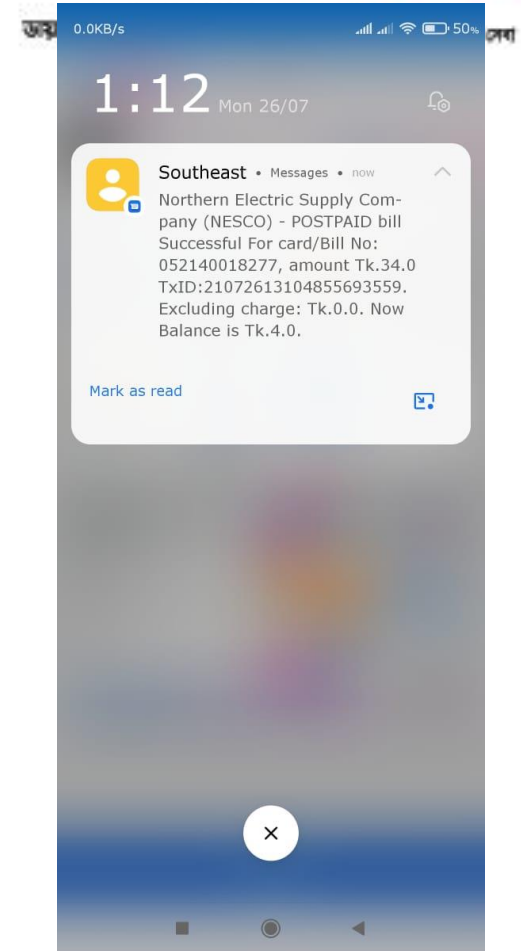 0.0KB/s 50%
সেবা
1:12 Mon 26/07
Southeast • Messages • now
Northern Electric Supply Com-
pany (NESCO) - POSTPAID bill
Successful For card/Bill No:
052140018277, amount Tk.34.0
TxID:21072613104855693559.
Excluding charge: Tk.0.0. Now
Balance is Tk.4.0.
Mark as read